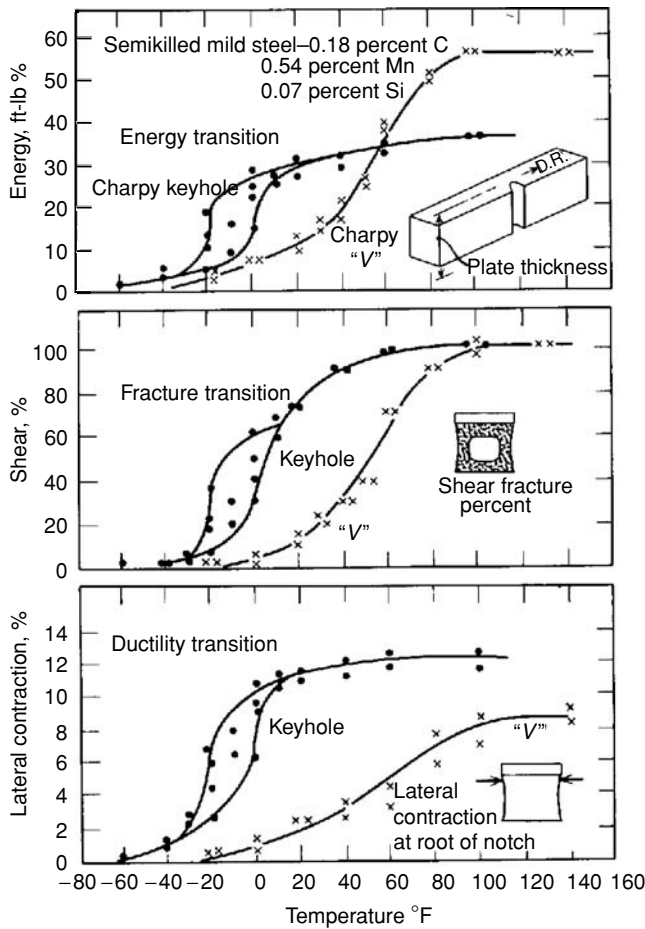 Energy, ft-lb %
60
50
40
30
20
10
0
Semikilled mild steel–0.18 percent C
0.54 percent Mn
0.07 percent Si
Energy transition
Charpy keyhole
Charpy
“V”
D.R.
Plate thickness
Shear, %
100
80
60
40
20
0
Fracture transition
Keyhole
“V”
Shear fracture
percent
Lateral contraction, %
14
12
10
8
6
4
2
0
Ductility transition
Keyhole
“V”
Lateral
contraction
at root of notch
−80 −60 −40 −20 0 20 40 60 80 100 120 140 160
Temperature °F